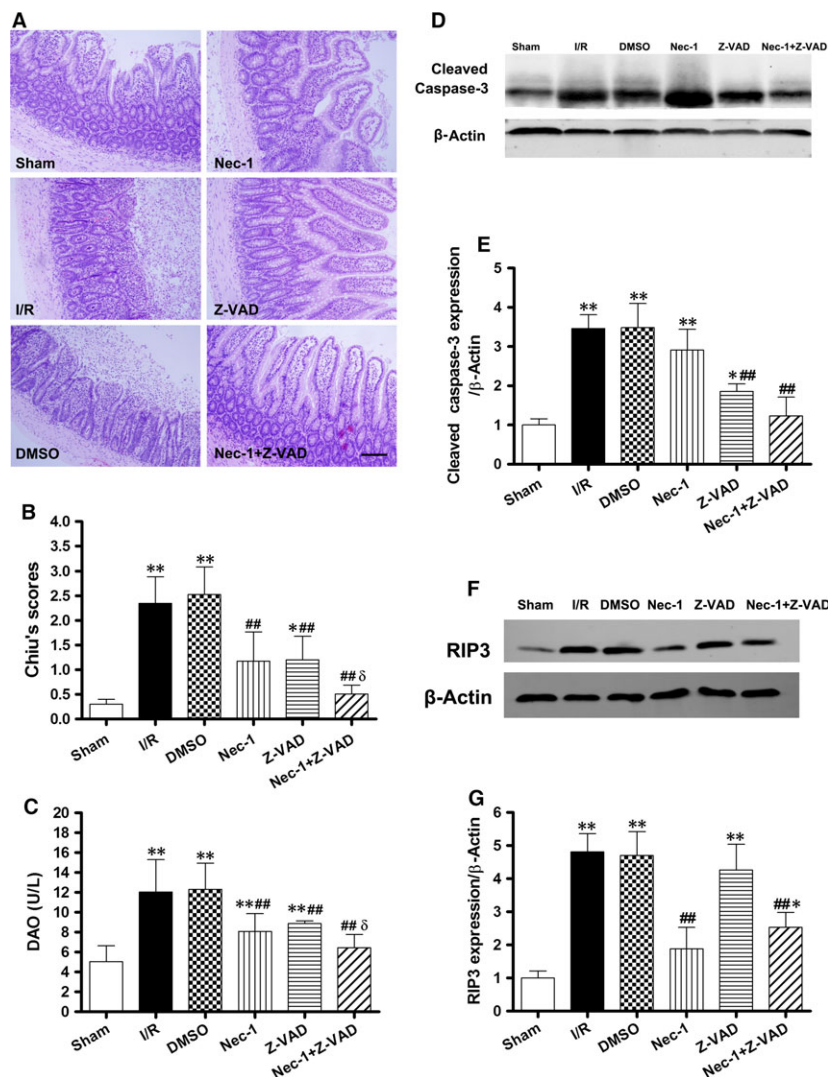 A
Sham
Nec-1
I/R
Z-VAD
DMSO
Nec-1+Z-VAD
B
Chiu's scores
4.0
3.5
3.0
2.5
2.0
1.5
1.0
0.5
0.0
**
**
##
*##
## δ
Sham
I/R
DMSO
Nec-1
Z-VAD
Nec-1+Z-VAD
C
DAO (U/L)
20
18
16
14
12
10
8
6
4
2
0
**
**
**##
**##
## δ
Sham
I/R
DMSO
Nec-1
Z-VAD
Nec-1+Z-VAD
D
Sham I/R DMSO Nec-1 Z-VAD Nec-1+Z-VAD
Cleaved
Caspase-3
β-Actin
E
Cleaved caspase-3 expression
/β-Actin
5
4
3
2
1
0
**
**
**
*##
##
Sham
I/R
DMSO
Nec-1
Z-VAD
Nec-1+Z-VAD
F
Sham I/R DMSO Nec-1 Z-VAD Nec-1+Z-VAD
RIP3
β-Actin
G
RIP3 expression/β-Actin
6
5
4
3
2
1
0
**
**
##
**
##*
Sham
I/R
DMSO
Nec-1
Z-VAD
Nec-1+Z-VAD